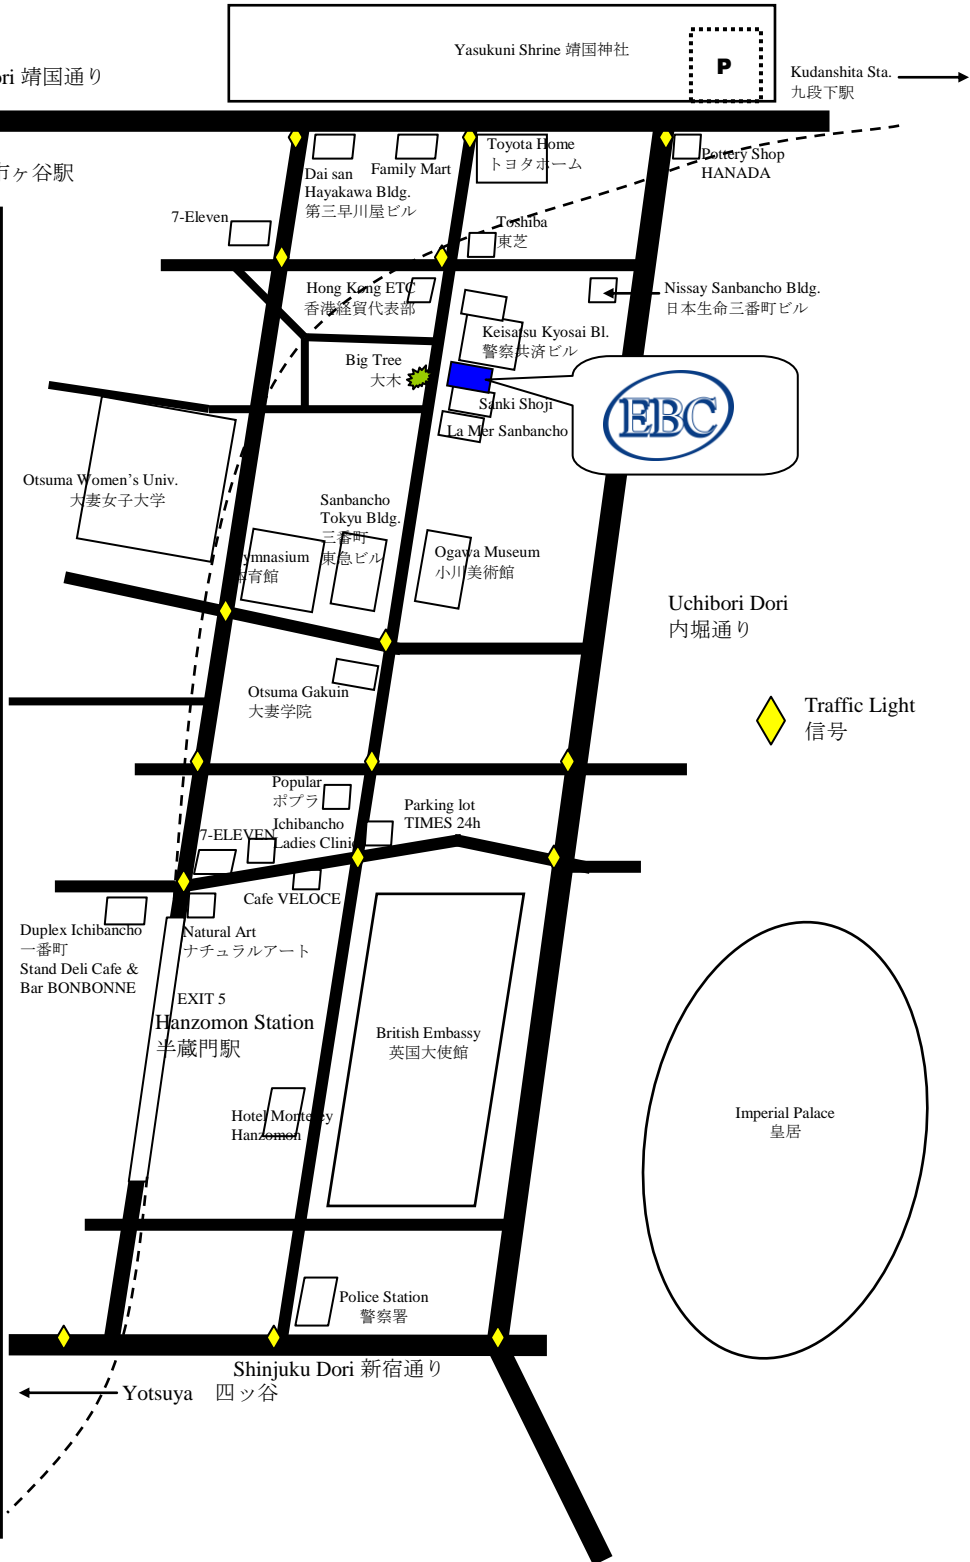 Yasukuni Shrine 靖国神社
P
ori 靖国通り
Kudanshita Sta.
九段下駅
市ヶ谷駅
Toyota Home
トヨタホーム
Pottery Shop
HANADA
Family Mart
Dai san
Hayakawa Bldg.
第三早川屋ビル
7-Eleven
Toshiba
東芝
Hong Kong ETC
香港経貿代表部
Nissay Sanbancho Bldg.
日本生命三番町ビル
Keisatsu Kyosai Bl.
警察共済ビル
Big Tree
大木
Sanki Shoji
EBC
La Mer Sanbancho
Otsuma Women's Univ.
大妻女子大学
Sanbancho
Tokyu Bldg.
三番町
東急ビル
ymnasium
体育館
Ogawa Museum
小川美術館
Uchibori Dori
内堀通り
Otsuma Gakuin
大妻学院
Traffic Light
信号
Popular
ポプラ
Parking lot
TIMES 24h
7-ELEVEN
Ichibancho
Ladies Clinic
Cafe VELOCE
Duplex Ichibancho
一番町
Stand Deli Cafe &
Bar BONBONNE
Natural Art
ナチュラルアート
EXIT 5
Hanzomon Station
半蔵門駅
British Embassy
英国大使館
Hotel Monterey
Hanzomon
Imperial Palace
皇居
Police Station
警察署
Shinjuku Dori 新宿通り
Yotsuya 四ッ谷